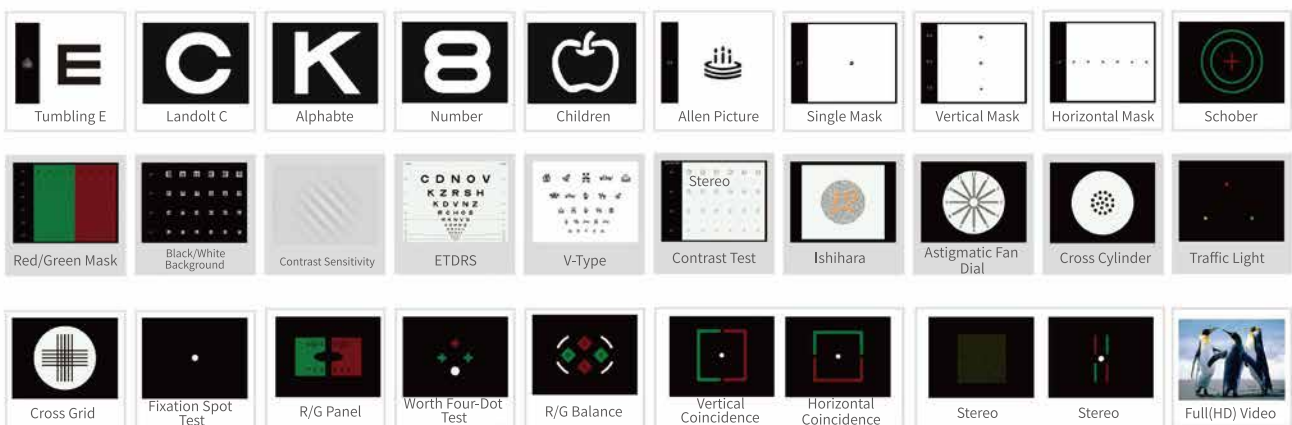 E
C
K
8
Tumbling E
Landolt C
Alphabte
Number
Children
Allen Picture
Single Mask
Vertical Mask
Horizontal Mask
Schober
C D N O V
K Z R S H
K D V N Z
R C H O S
Stereo
Red/Green Mask
Black/White
Background
Contrast Sensitivity
ETDRS
V-Type
Contrast Test
Ishihara
Astigmatic Fan
Dial
Cross Cylinder
Traffic Light
Cross Grid
Fixation Spot
Test
R/G Panel
Worth Four-Dot
Test
R/G Balance
Vertical
Coincidence
Horizontal
Coincidence
Stereo
Stereo
Full(HD) Video